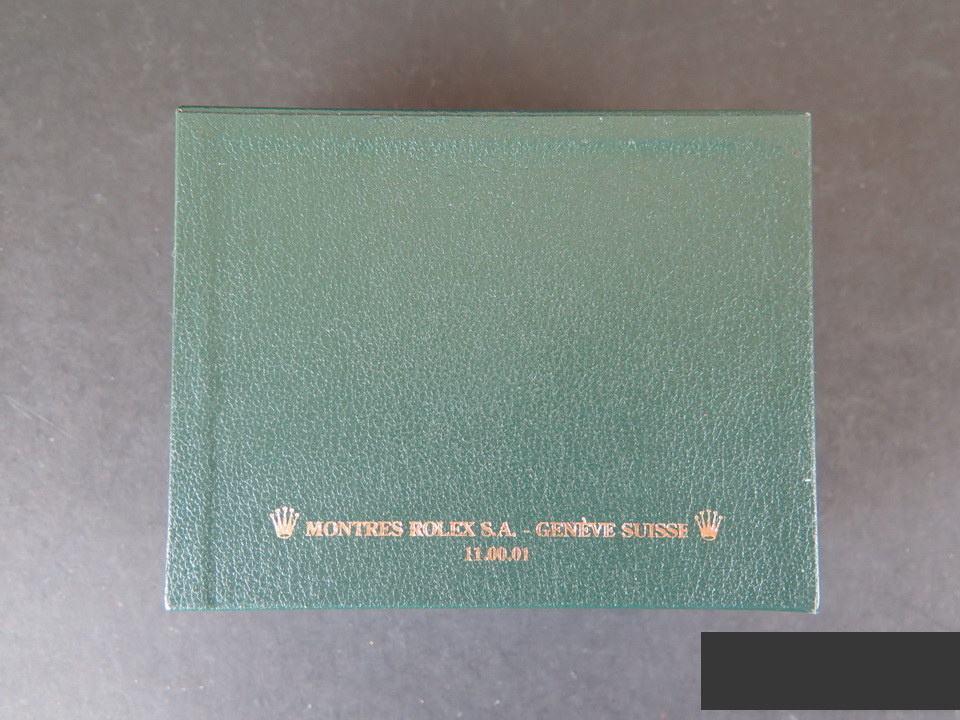 MONTRES ROLEX S.A. - GENÈVE SUISSE
11.00.01